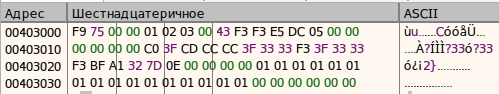 Адрес Шестнадцатеричное ASCII
00403000 F9 75 00 00 01 02 03 00 43 F3 F3 E5 DC 05 00 00 ùu......CóóåÜ...
00403010 00 00 00 00 C0 3F CD CC CC 3F 33 33 F3 3F 33 33 ....À?ÍÌÌ?33ó?33
00403020 F3 BF A1 32 7D 0E 00 00 00 00 01 01 01 01 01 01 ó¿¡2}...........
00403030 01 01 01 01 01 01 01 01 01 01 00 00 00 00 00 00 ................